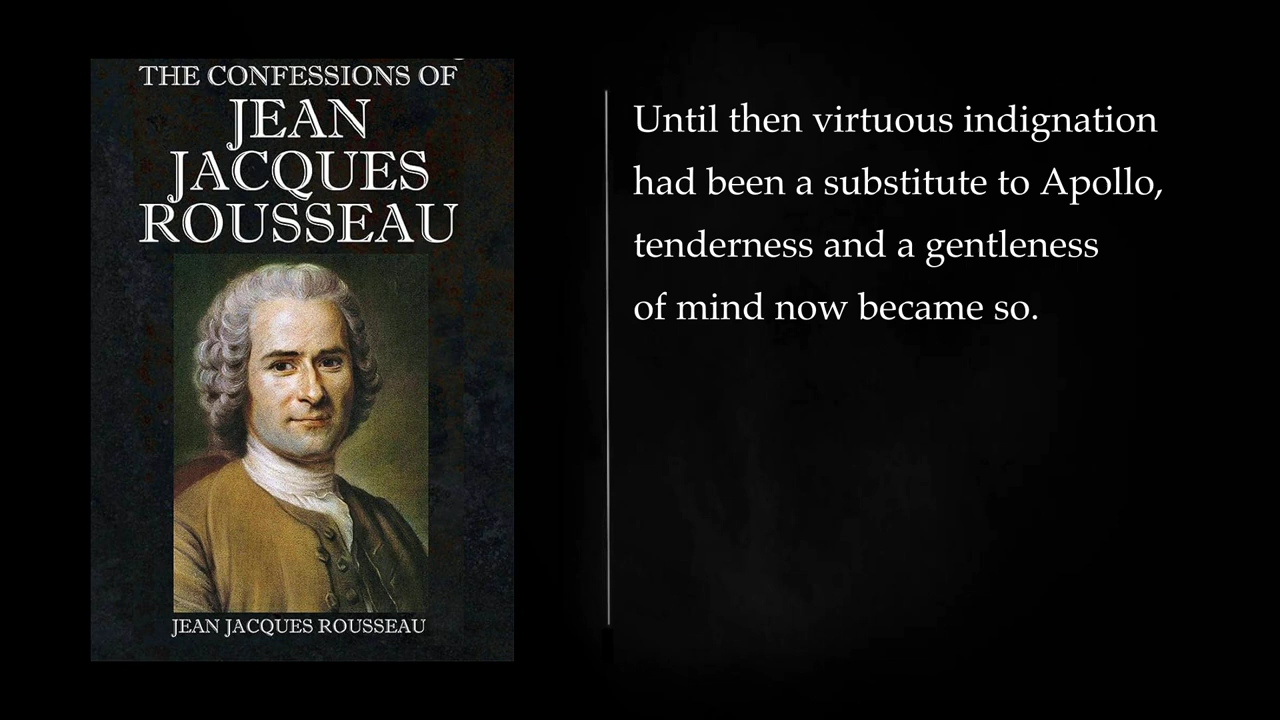 THE CONFESSIONS OF
JEAN
JACQUES
ROUSSEAU
JEAN JACQUES ROUSSEAU
Until then virtuous indignation
had been a substitute to Apollo,
tenderness and a gentleness
of mind now became so.